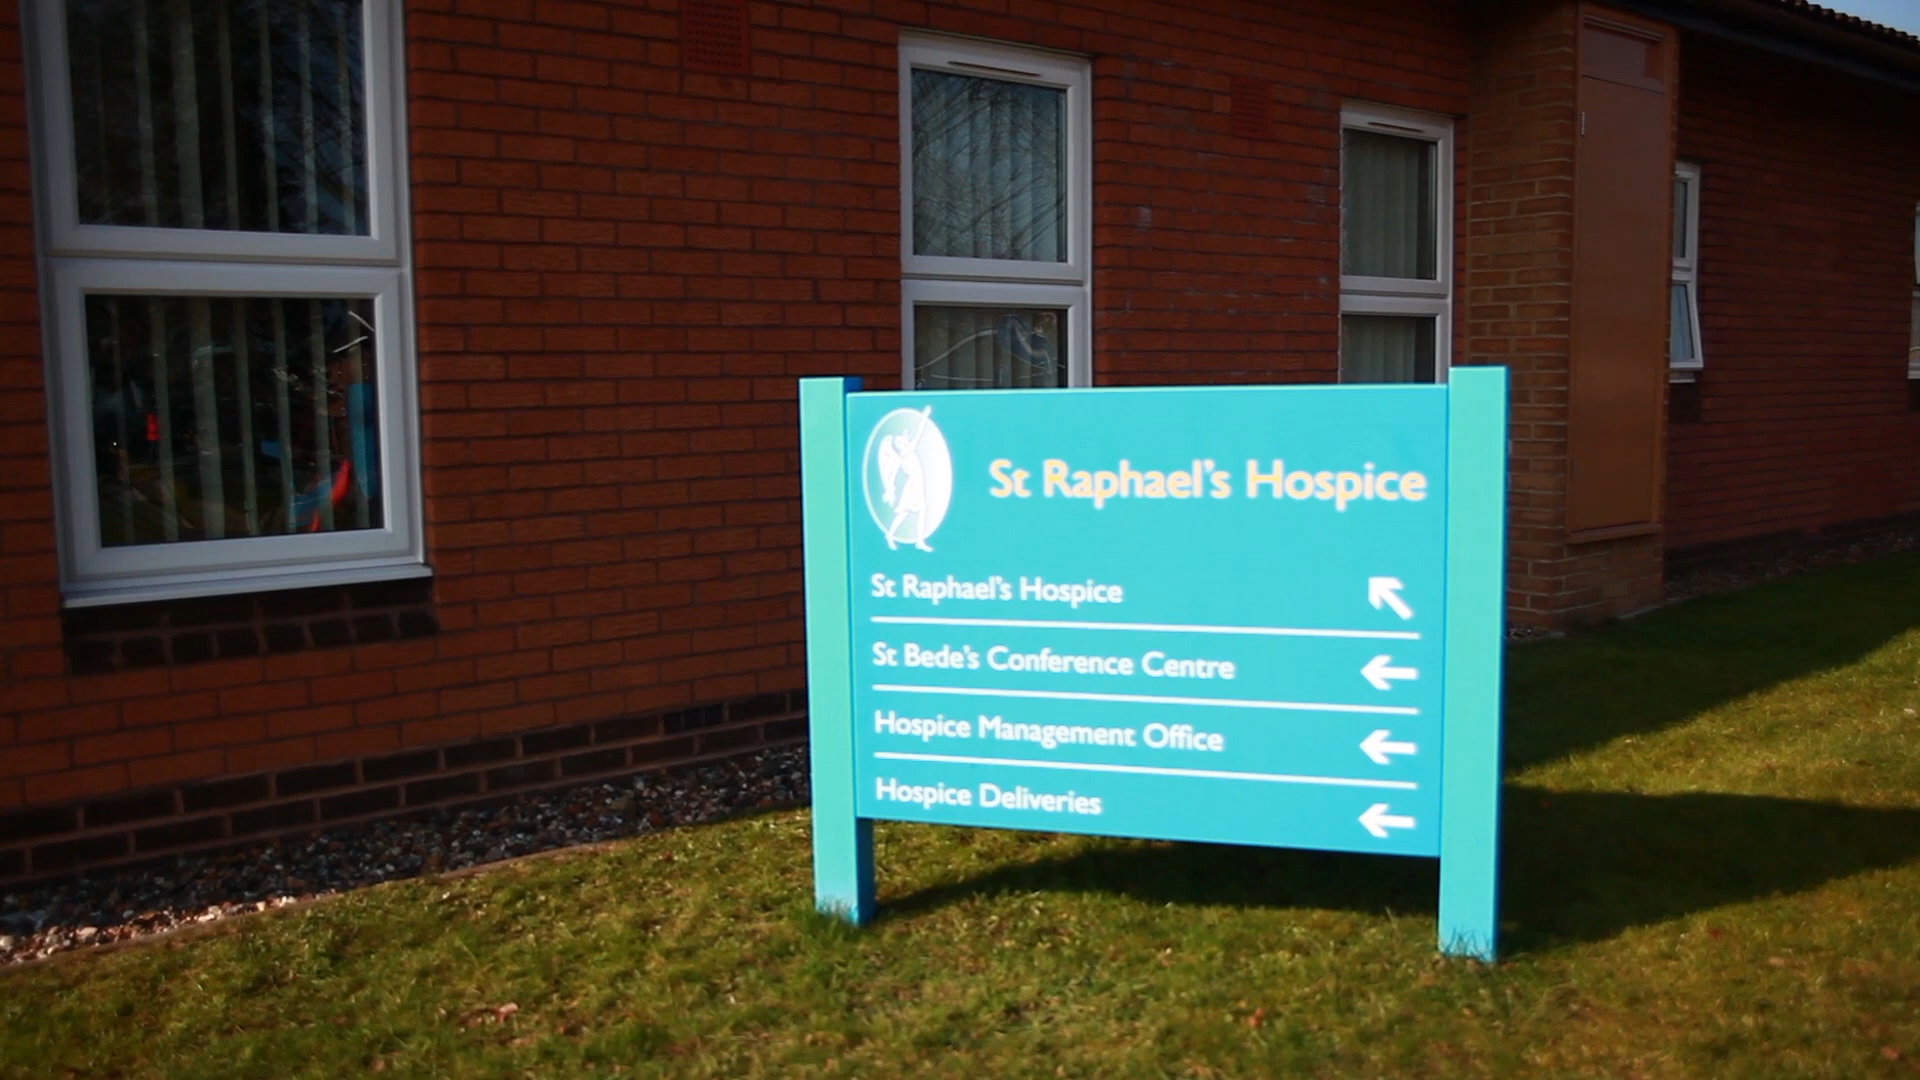 St Raphael's Hospice
St Raphael's Hospice
St Bede's Conference Centre
Hospice Management Office
Hospice Deliveries